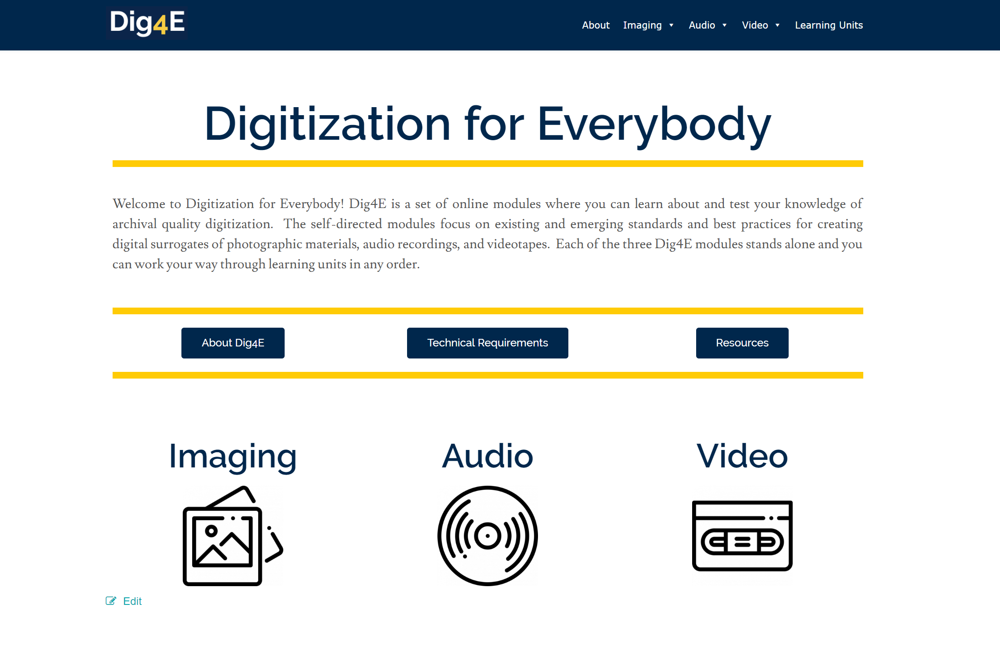 Dig4E
About Imaging Audio Video Learning Units
Digitization for Everybody
Welcome to Digitization for Everybody! Dig4E is a set of online modules where you can learn about and test your knowledge of
archival quality digitization. The self-directed modules focus on existing and emerging standards and best practices for creating
digital surrogates of photographic materials, audio recordings, and videotapes. Each of the three Dig4E modules stands alone and you
can work your way through learning units in any order.
About Dig4E
Technical Requirements
Resources
Imaging
Audio
Video
Edit